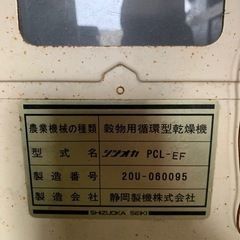 農業機械の種類 穀物用循環型乾燥機
型式名 シズオカ PCL-EF
製造番号 20U-060095
製造会社 静岡製機株式会社
SHIZUOKA SEIKI